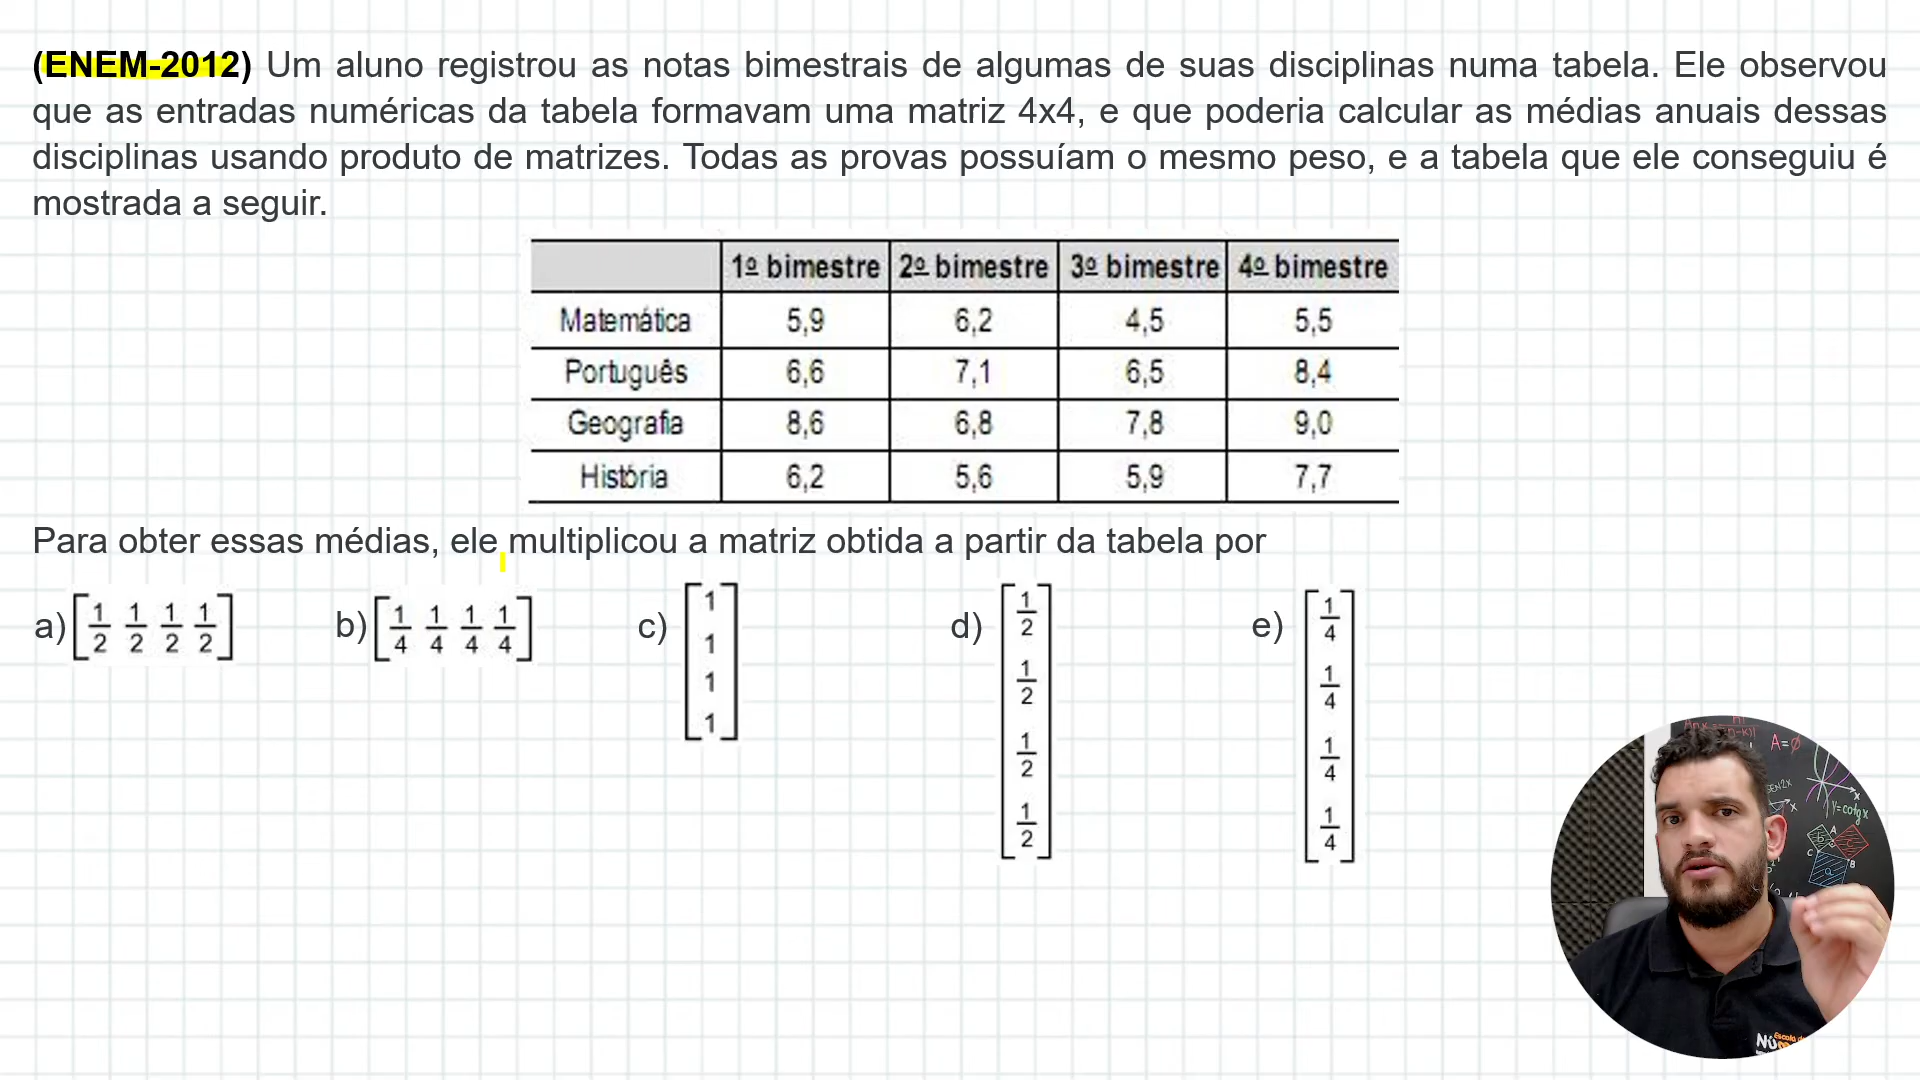 (ENEM-2012) Um aluno registrou as notas bimestrais de algumas de suas disciplinas numa tabela. Ele observou
que as entradas numéricas da tabela formavam uma matriz 4x4, e que poderia calcular as médias anuais dessas
disciplinas usando produto de matrizes. Todas as provas possuíam o mesmo peso, e a tabela que ele conseguiu é
mostrada a seguir.
1º bimestre 2º bimestre 3º bimestre 4º bimestre
Matemática 5,9 6,2 4,5 5,5
Português 6,6 7,1 6,5 8,4
Geografia 8,6 6,8 7,8 9,0
História 6,2 5,6 5,9 7,7
Para obter essas médias, ele multiplicou a matriz obtida a partir da tabela por
a) [1/2 1/2 1/2 1/2]
b) [1/4 1/4 1/4 1/4]
c) [1
1
1
1]
d) [1/2
1/2
1/2
1/2]
e) [1/4
1/4
1/4
1/4]
A=∅
y=cotg x